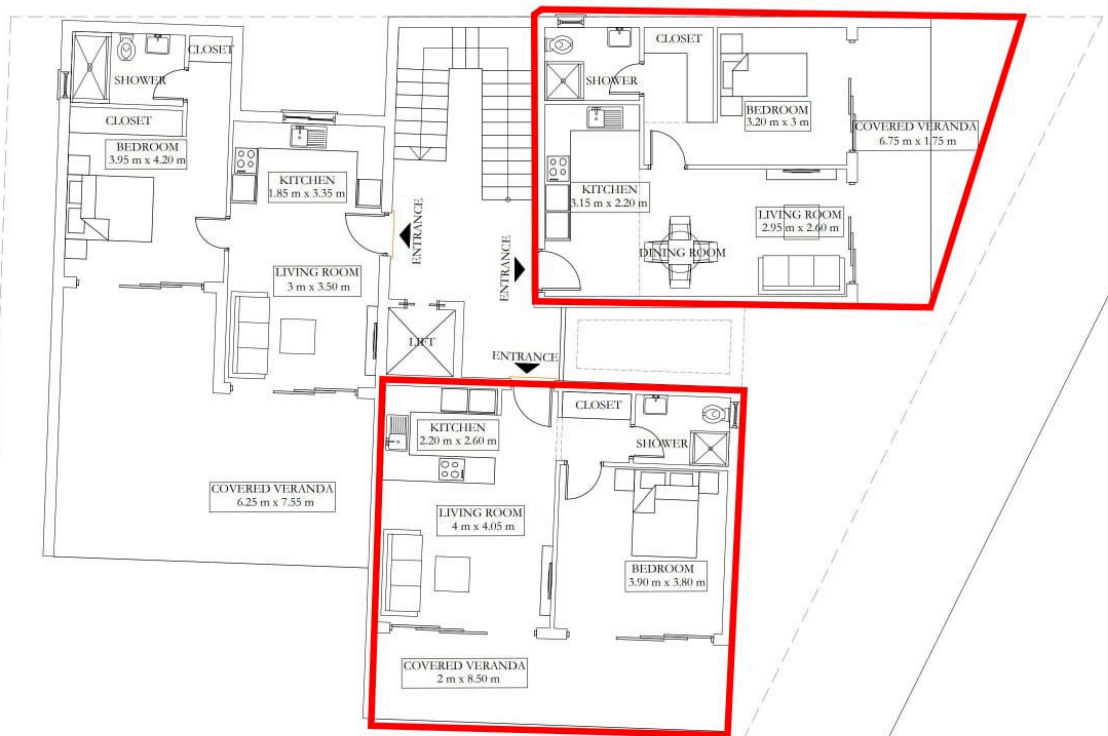 CLOSET
SHOWER
CLOSET
BEDROOM
3.95 m x 4.20 m
KITCHEN
1.85 m x 3.35 m
LIVING ROOM
3 m x 3.50 m
COVERED VERANDA
6.25 m x 7.55 m
ENTRANCE
ENTRANCE
LIFT
ENTRANCE
CLOSET
SHOWER
BEDROOM
3.20 m x 3 m
COVERED VERANDA
6.75 m x 1.75 m
KITCHEN
3.15 m x 2.20 m
LIVING ROOM
2.95 m x 2.60 m
DINING ROOM
CLOSET
KITCHEN
2.20 m x 2.60 m
SHOWER
LIVING ROOM
4 m x 4.05 m
BEDROOM
3.90 m x 3.80 m
COVERED VERANDA
2 m x 8.50 m